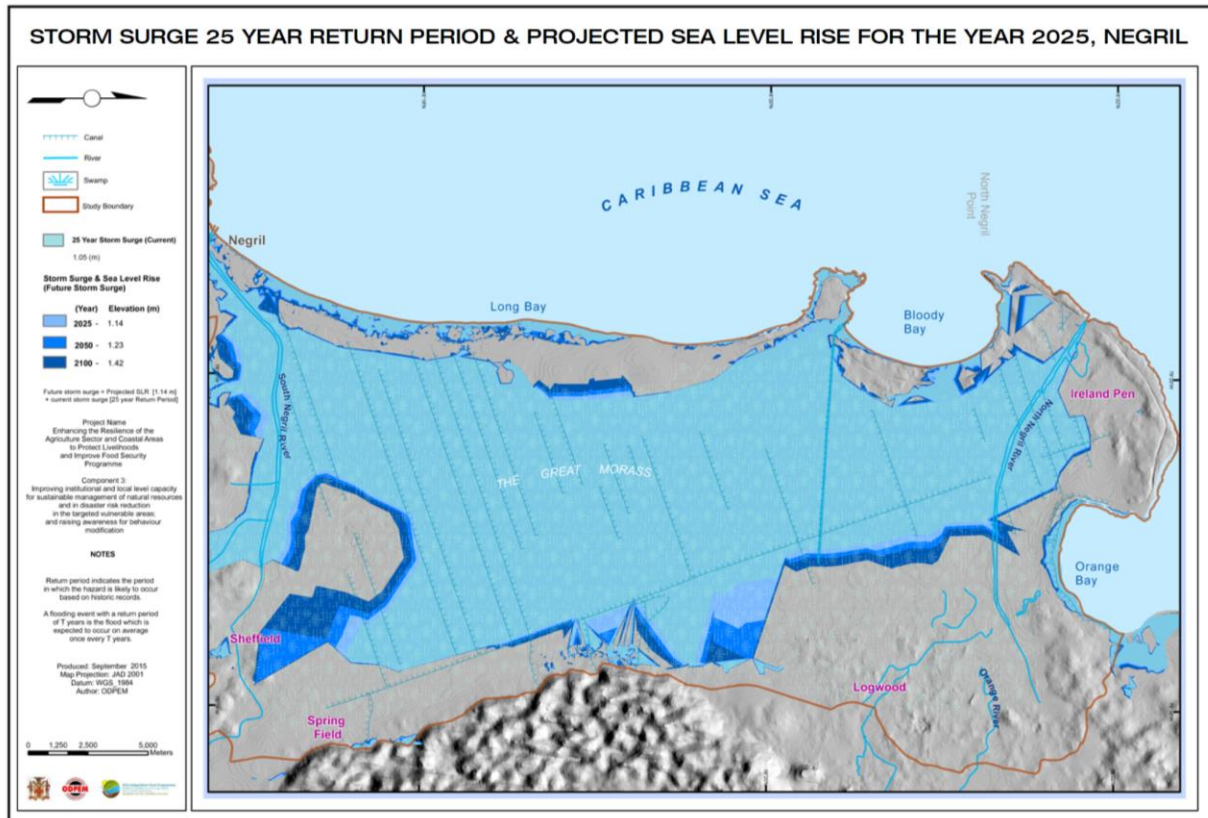 STORM SURGE 25 YEAR RETURN PERIOD & PROJECTED SEA LEVEL RISE FOR THE YEAR 2025, NEGRIL
Canal
River
Swamp
Study Boundary
25 Year Storm Surge (Current)
1.05 (m)
Storm Surge & Sea Level Rise
(Future Storm Surge)
(Year) Elevation (m)
2025 - 1.14
2050 - 1.23
2100 - 1.42
Future storm surge = Projected SLR [1.14 m]
+ current storm surge [25 year Return Period]
Project Name
Enhancing the Resilience of the
Agriculture Sector and Coastal Areas
to Protect Livelihoods
and Improve Food Security
Programme
Component 3:
Improving institutional and local level capacity
for sustainable management of natural resources
and in disaster risk reduction
in the targeted vulnerable areas;
and raising awareness for behaviour
modification
NOTES
Return period indicates the period
in which the hazard is likely to occur
based on historic records.
A flooding event with a return period
of T years is the flood which is
expected to occur on average
once every T years.
Produced: September 2015
Map Projection: JAD 2001
Datum: WGS_1984
Author: ODPEM
0 1,250 2,500 5,000
Meters
ODPEM
CARIBBEAN SEA
North Negril
Point
Negril
Long Bay
Bloody
Bay
South Negril River
Ireland Pen
North Negril River
THE GREAT MORASS
Orange
Bay
Sheffield
Spring
Field
Logwood
Orange River